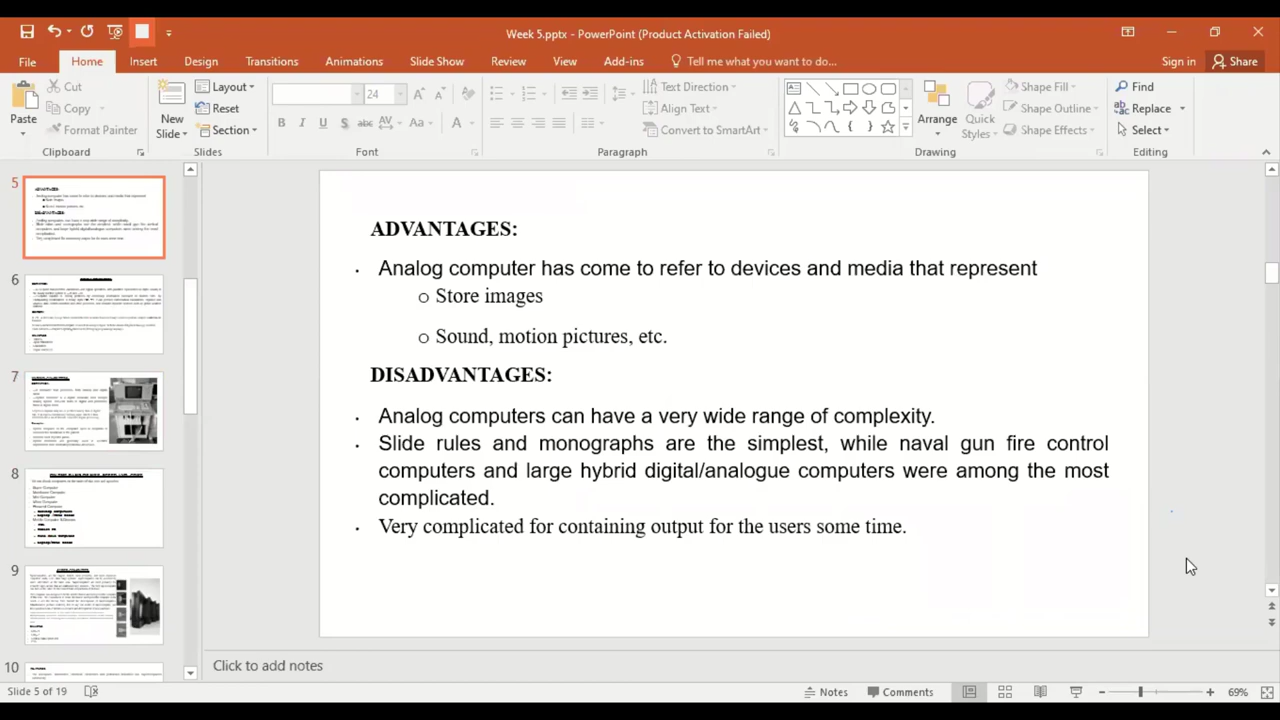 Week 5.pptx - PowerPoint (Product Activation Failed)
File Home Insert Design Transitions Animations Slide Show Review View Add-ins Tell me what you want to do... Sign in Share
Paste Cut Copy Format Painter Clipboard
New Slide Layout Reset Section Slides
24 Font
Text Direction Align Text Convert to SmartArt Paragraph
Arrange Quick Styles Shape Fill Shape Outline Shape Effects Drawing
Find Replace Select Editing
5
6
7
8
9
10
ADVANTAGES:
· Analog computer has come to refer to devices and media that represent
o Store images
o Sound, motion pictures, etc.
DISADVANTAGES:
· Analog computers can have a very wide range of complexity.
· Slide rules and monographs are the simplest, while naval gun fire control
computers and large hybrid digital/analogue computers were among the most
complicated.
· Very complicated for containing output for the users some time.
Click to add notes
Slide 5 of 19 Notes Comments 69%